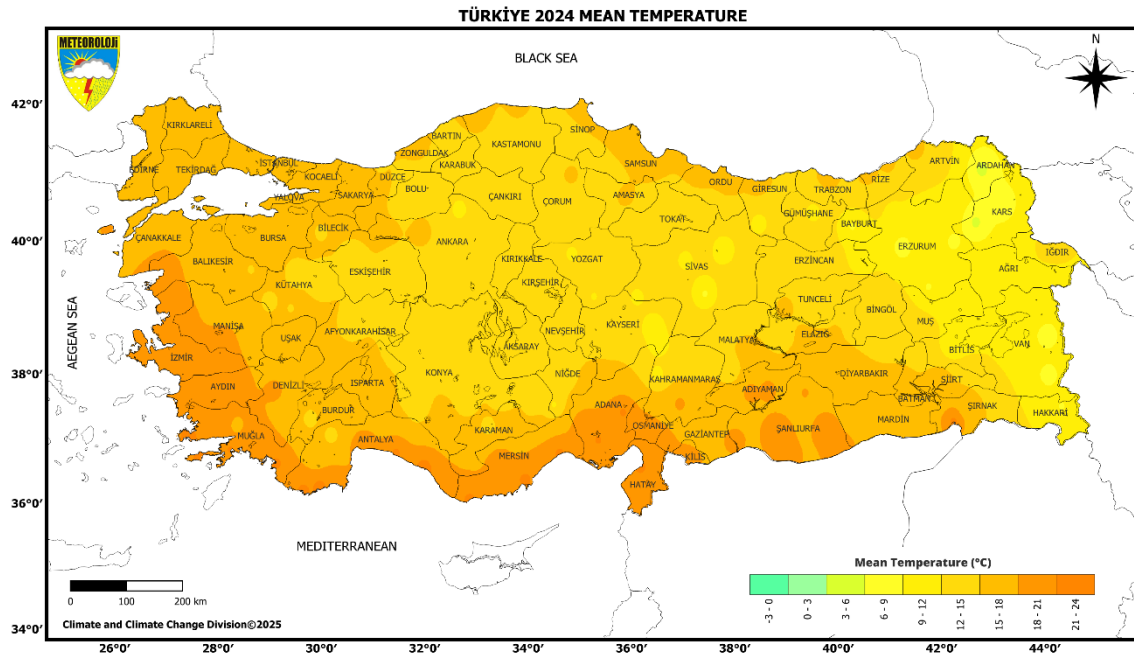 TÜRKİYE 2024 MEAN TEMPERATURE
METEOROLOJİ
BLACK SEA
N
42°0'
40°0'
38°0'
36°0'
34°0'
AEGEAN SEA
KIRKLARELİ
EDİRNE
TEKİRDAĞ
İSTANBUL
KOCAELİ
YALOVA
SAKARYA
DÜZCE
ZONGULDAK
BARTIN
KARABUK
BOLU
KASTAMONU
SİNOP
ÇANKIRI
ÇORUM
SAMSUN
AMASYA
ORDU
GİRESUN
TRABZON
RİZE
ARTVİN
ARDAHAN
TOKAT
GÜMÜŞHANE
BAYBURT
KARS
ÇANAKKALE
BALIKESİR
BURSA
BİLECİK
ESKİŞEHİR
KÜTAHYA
ANKARA
KIRIKKALE
YOZGAT
KIRŞEHİR
SİVAS
ERZİNCAN
ERZURUM
AĞRI
IĞDIR
MANİSA
İZMİR
UŞAK
AFYONKARAHİSAR
AKSARAY
NEVŞEHİR
KAYSERİ
MALATYA
TUNCELİ
ELAZIĞ
BİNGÖL
MUŞ
BİTLİS
VAN
AYDIN
DENİZLİ
ISPARTA
BURDUR
KONYA
NİĞDE
KAHRAMANMARAŞ
ADIYAMAN
DİYARBAKIR
BATMAN
SİİRT
ŞIRNAK
HAKKARİ
MUĞLA
ANTALYA
KARAMAN
MERSİN
ADANA
OSMANİYE
GAZİANTEP
KİLİS
ŞANLIURFA
MARDİN
HATAY
MEDITERRANEAN
0 100 200 km
Climate and Climate Change Division©2025
Mean Temperature (°C)
-3 - 0
0 - 3
3 - 6
6 - 9
9 - 12
12 - 15
15 - 18
18 - 21
21 - 24
26°0' 28°0' 30°0' 32°0' 34°0' 36°0' 38°0' 40°0' 42°0' 44°0'